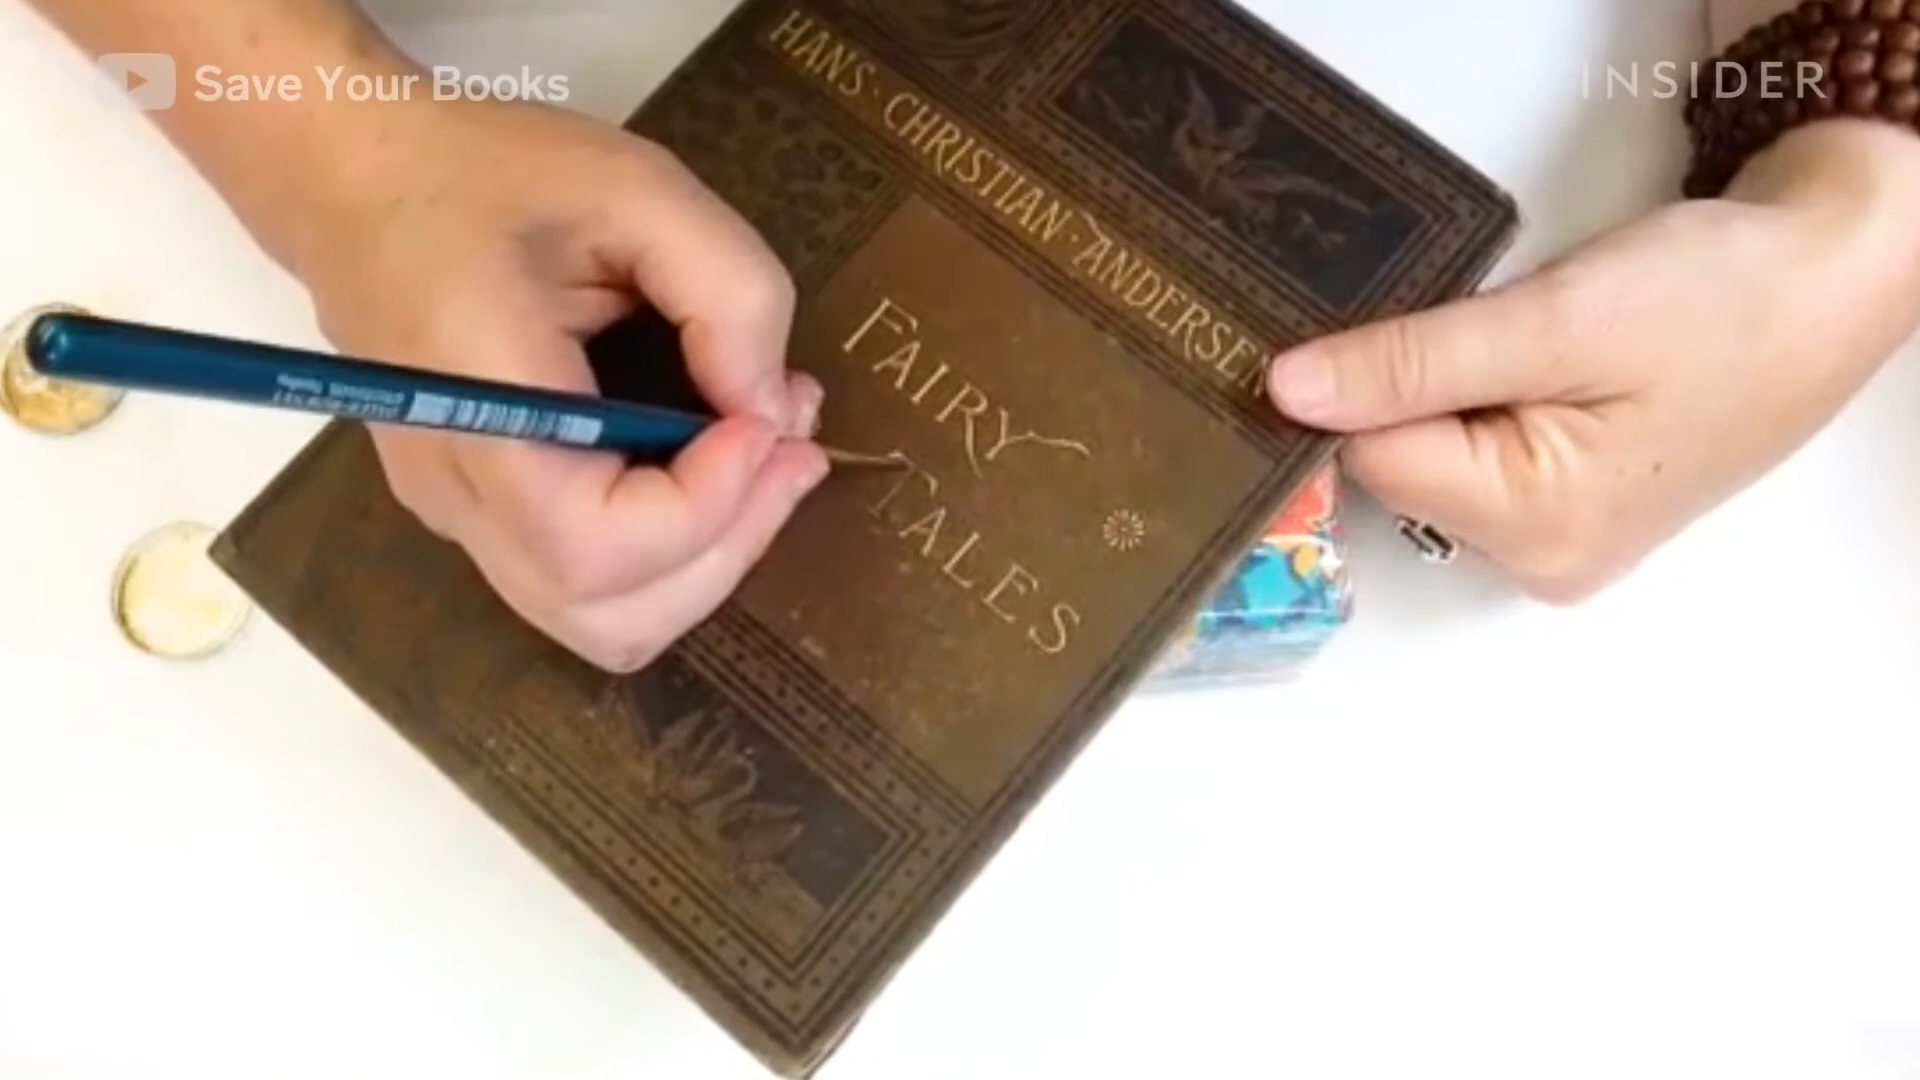 Save Your Books
INSIDER
HANS · CHRISTIAN · ANDERSEN
FAIRY
TALES